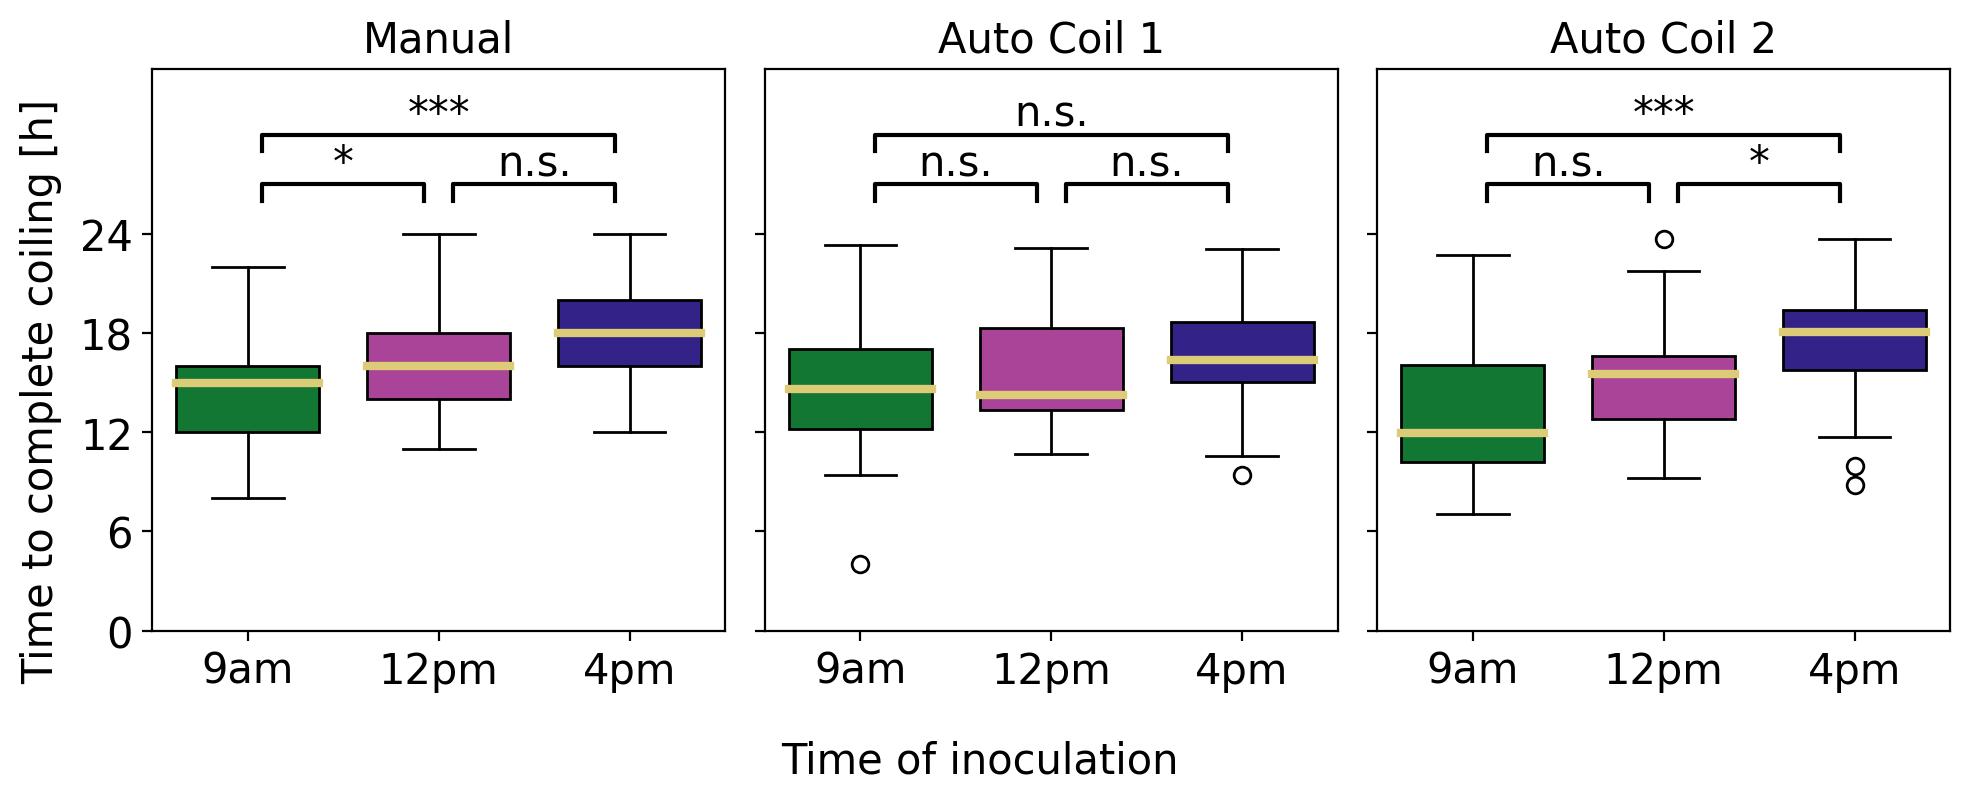 Manual
Auto Coil 1
Auto Coil 2
Time to complete coiling [h]
***
*
n.s.
n.s.
n.s.
n.s.
***
n.s.
*
24
18
12
6
0
9am 12pm 4pm
9am 12pm 4pm
9am 12pm 4pm
Time of inoculation